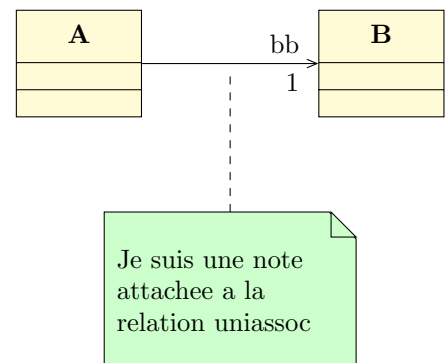 A
bb
B
1
Je suis une note
attachee a la
relation uniassoc